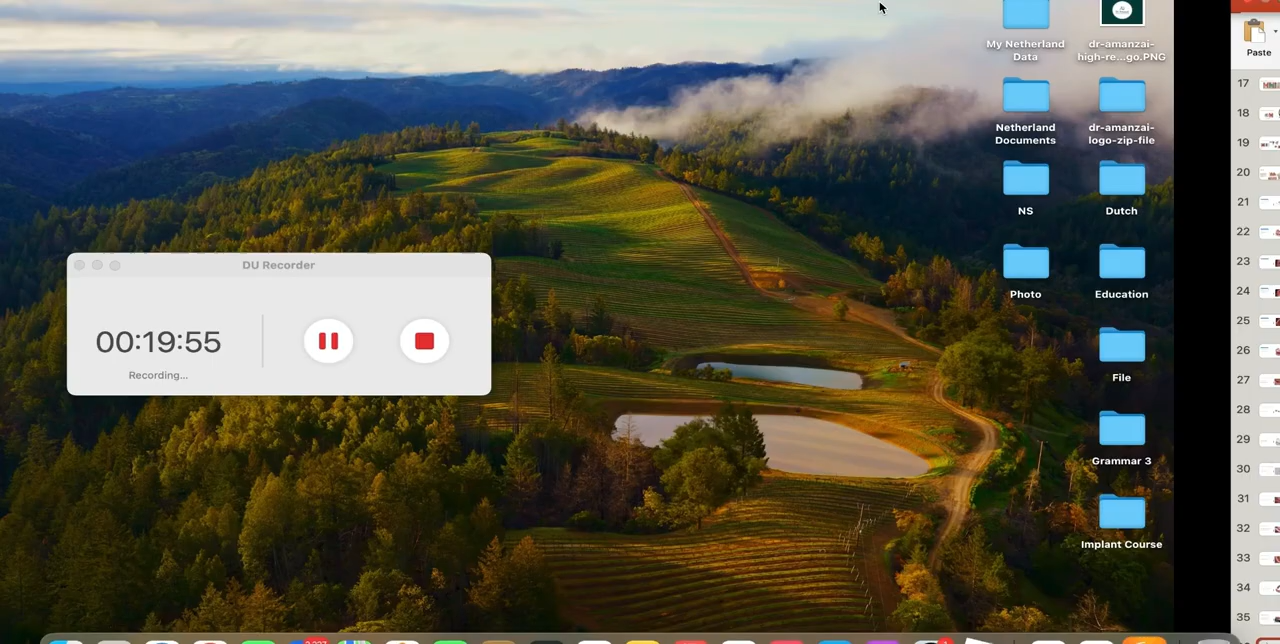 My Netherland
Data
dr-amanzai-
high-re...go.PNG
Netherland
Documents
dr-amanzai-
logo-zip-file
NS
Dutch
Photo
Education
File
Grammar 3
Implant Course
DU Recorder
00:19:55
Recording...
Paste
17
18
19
20
21
22
23
24
25
26
27
28
29
30
31
32
33
34
35